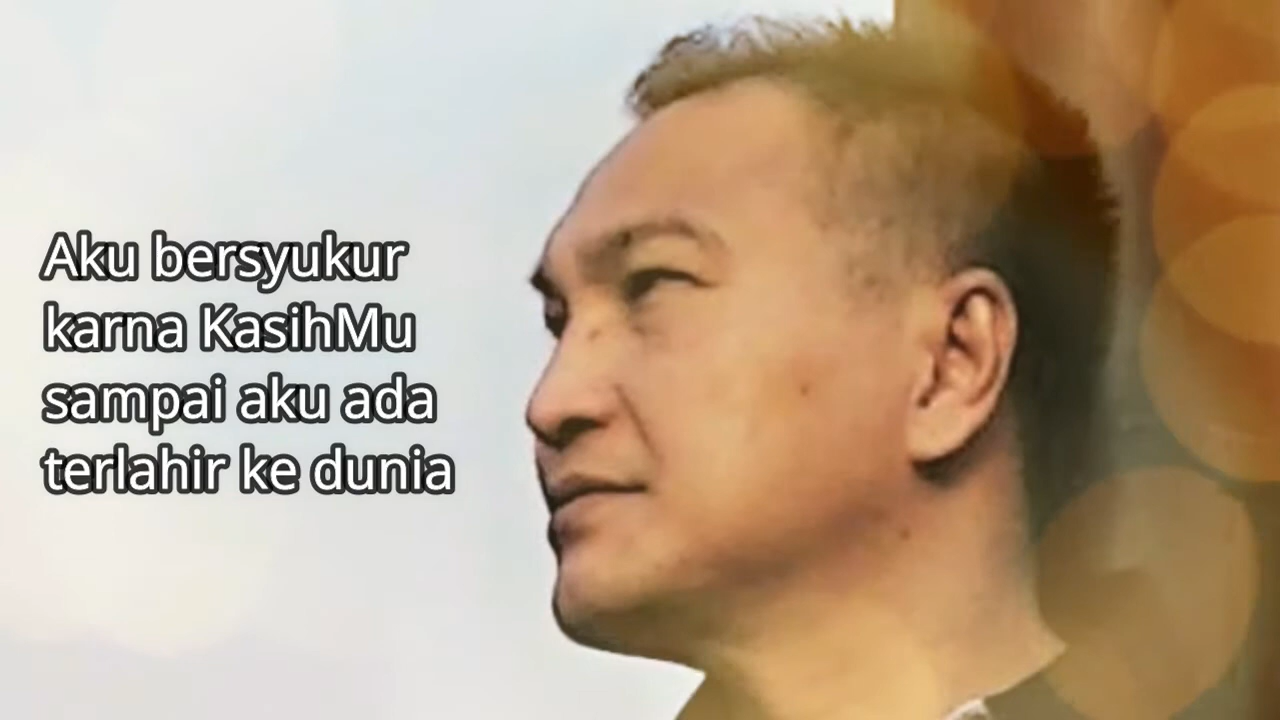 Aku bersyukur
karna KasihMu
sampai aku ada
terlahir ke dunia